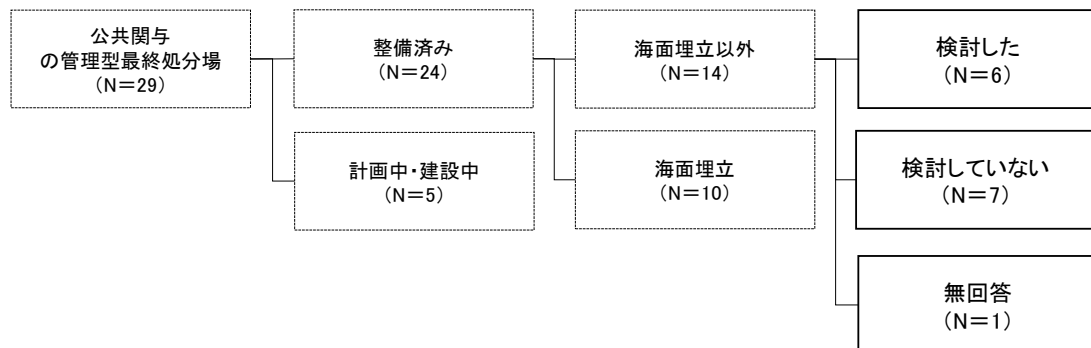 公共関与
の管理型最終処分場
（N＝29）
整備済み
（N＝24）
海面埋立以外
（N＝14）
検討した
（N＝6）
計画中・建設中
（N＝5）
海面埋立
（N＝10）
検討していない
（N＝7）
無回答
（N＝1）